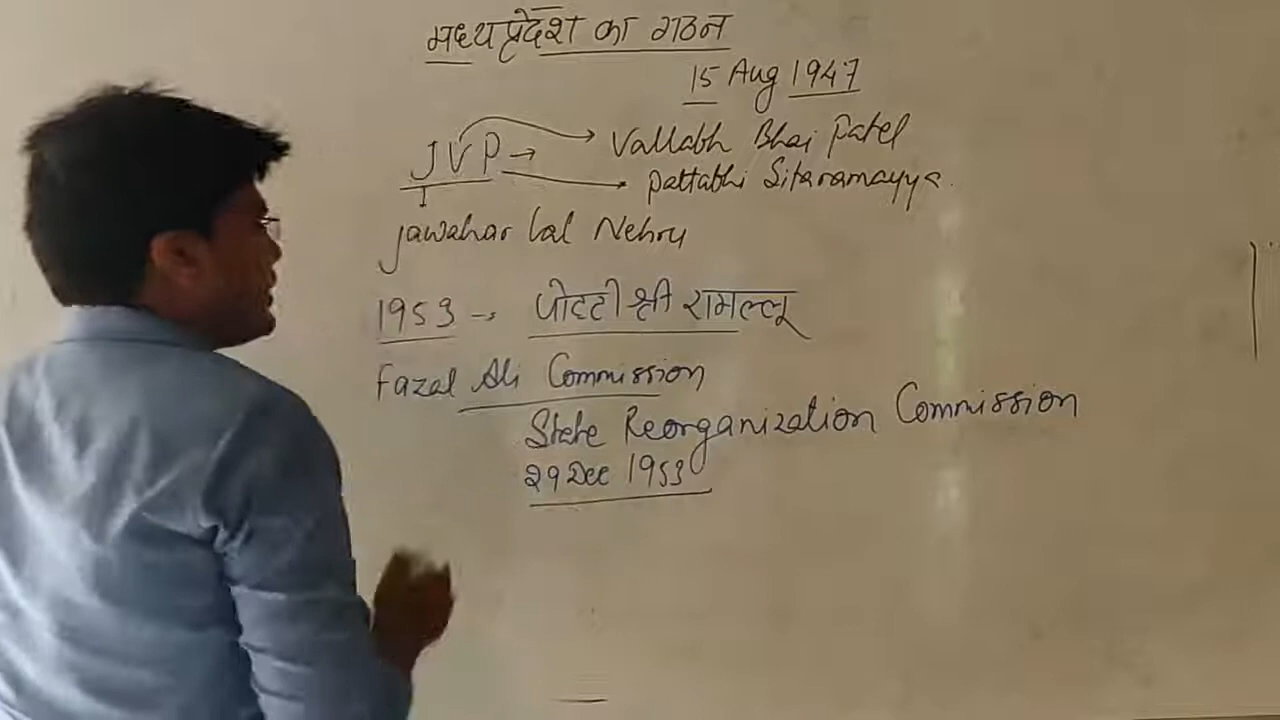 मध्यप्रदेश का गठन
15 Aug 1947
JVP → Vallabh Bhai Patel
Pattabhi Sitaramayya.
Jawahar Lal Nehru
1953 → पोट्टी श्री रामल्लू
Fazal Ali Commission
State Reorganization Commission
29 Dec 1953